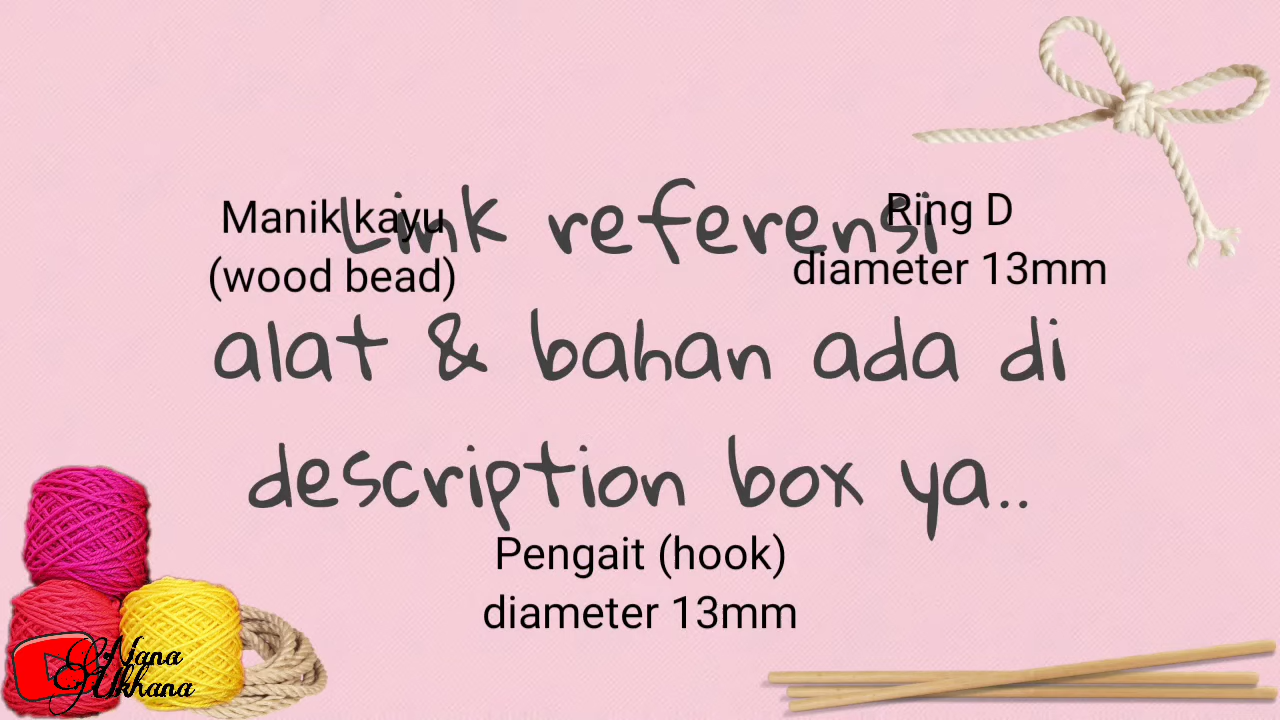 Manik kayu
(wood bead)
Ring D
diameter 13mm
Link referensi
alat & bahan ada di
description box ya..
Pengait (hook)
diameter 13mm
Nana
Ukhana